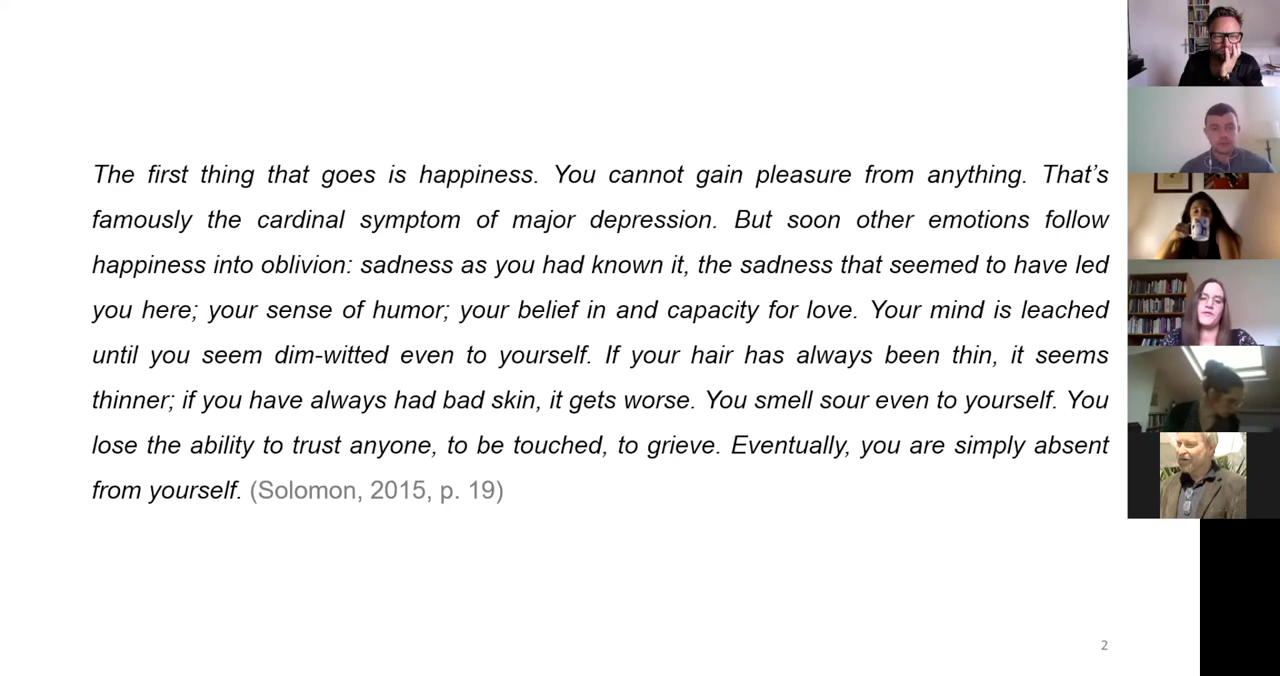 The first thing that goes is happiness. You cannot gain pleasure from anything. That’s
famously the cardinal symptom of major depression. But soon other emotions follow
happiness into oblivion: sadness as you had known it, the sadness that seemed to have led
you here; your sense of humor; your belief in and capacity for love. Your mind is leached
until you seem dim-witted even to yourself. If your hair has always been thin, it seems
thinner; if you have always had bad skin, it gets worse. You smell sour even to yourself. You
lose the ability to trust anyone, to be touched, to grieve. Eventually, you are simply absent
from yourself. (Solomon, 2015, p. 19)
2